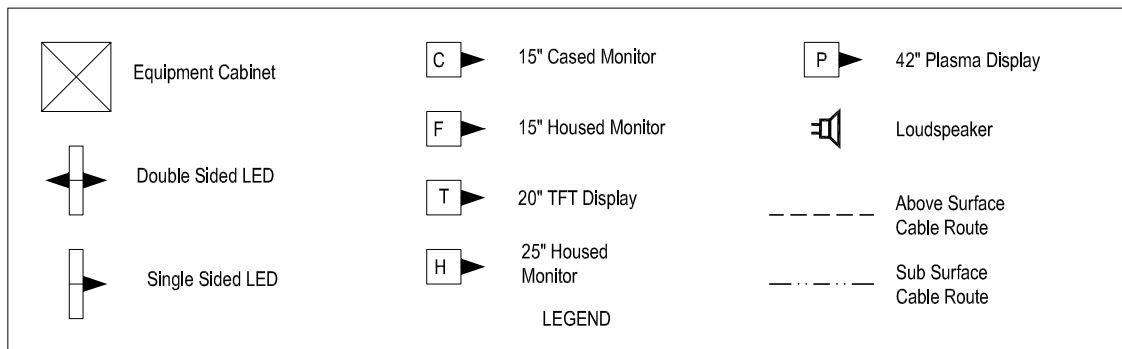 Equipment Cabinet
Double Sided LED
Single Sided LED
C
15" Cased Monitor
F
15" Housed Monitor
T
20" TFT Display
H
25" Housed
Monitor
LEGEND
P
42" Plasma Display
Loudspeaker
Above Surface
Cable Route
Sub Surface
Cable Route